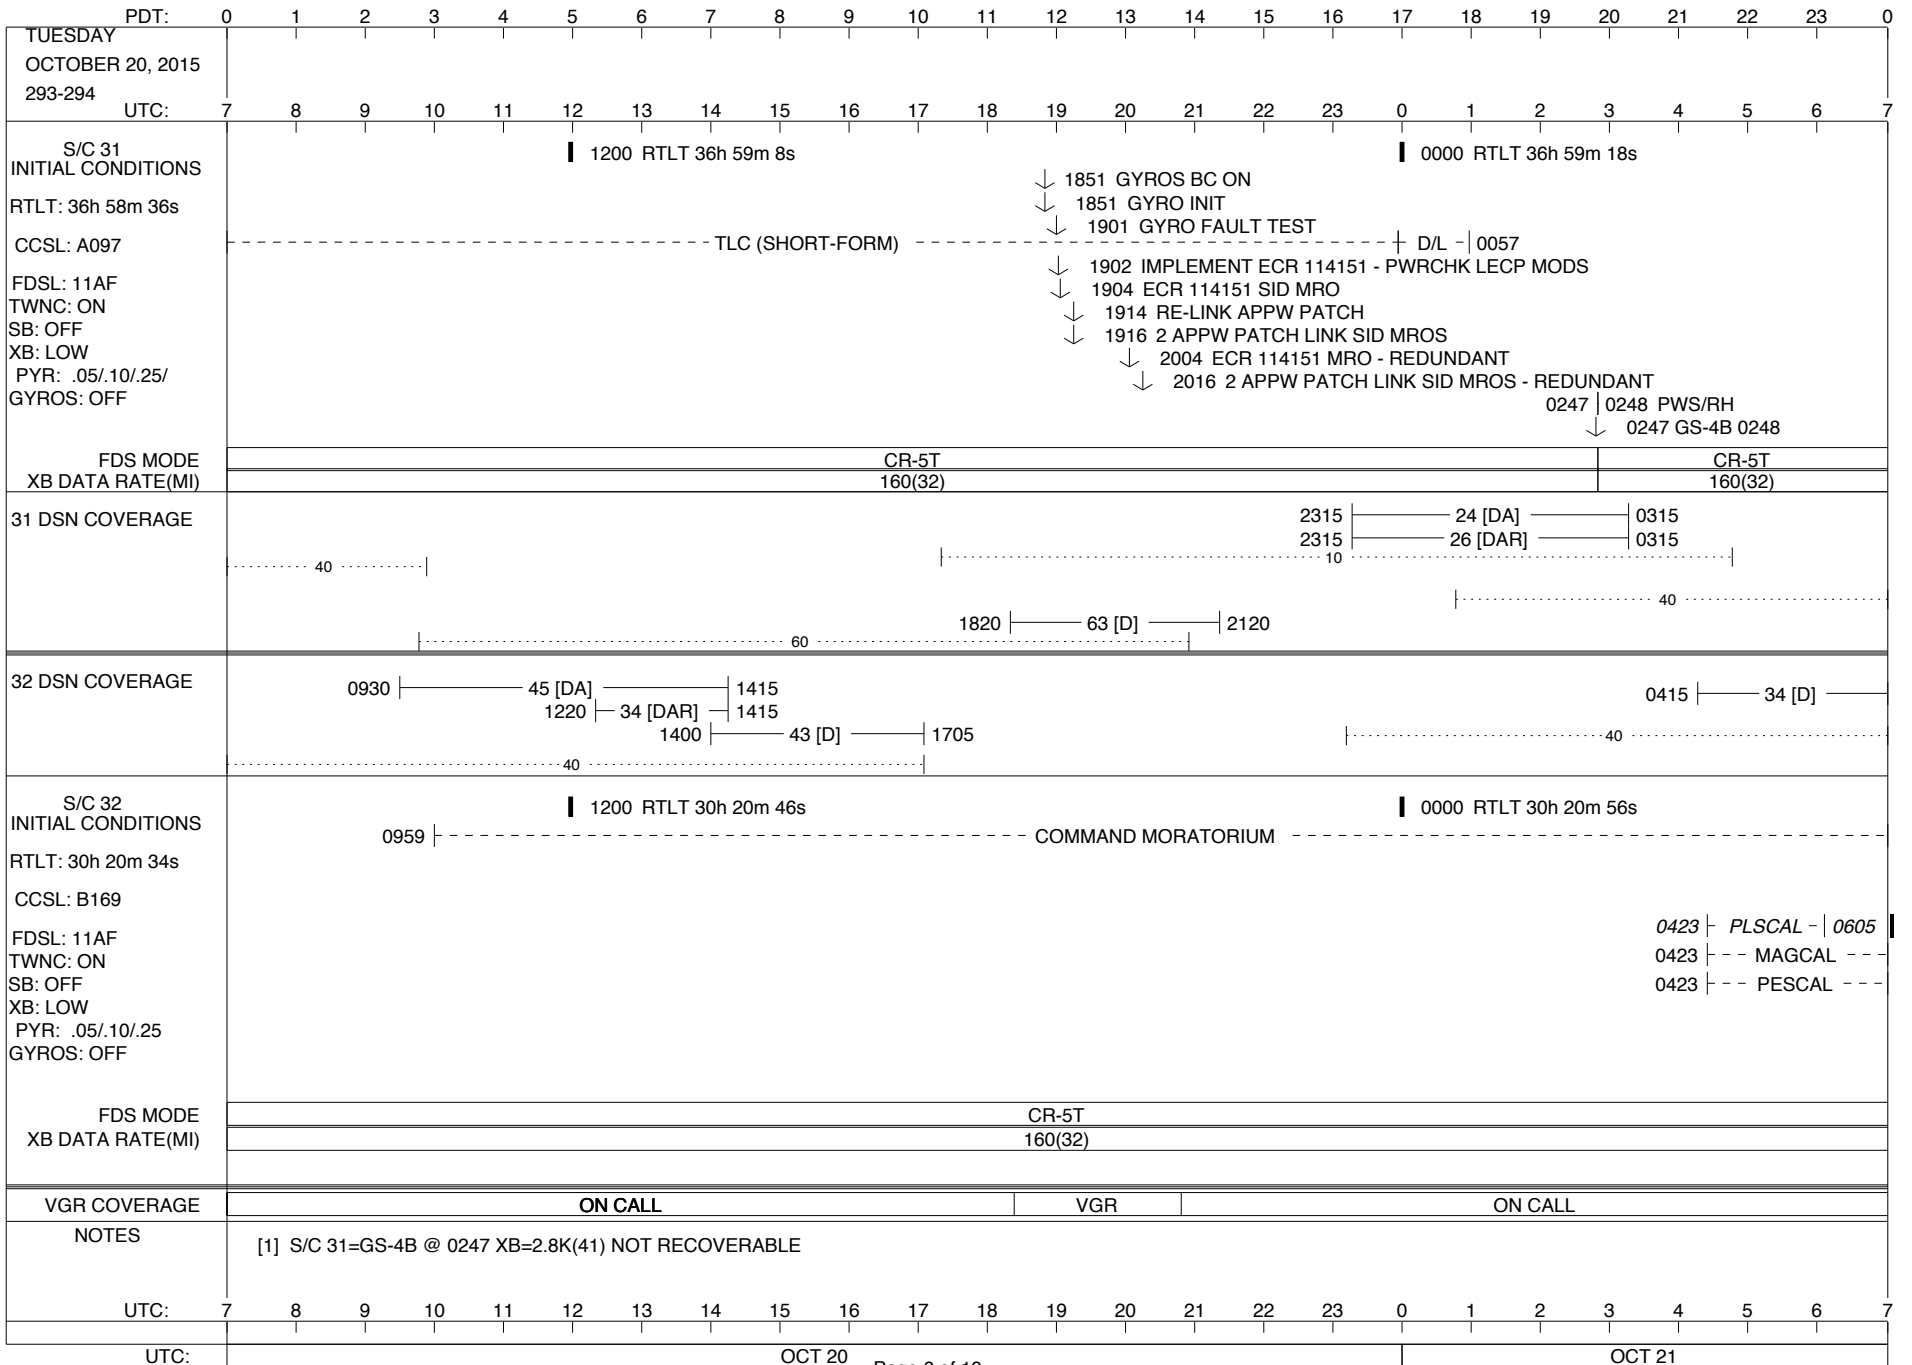 PDT: 0 1 2 3 4 5 6 7 8 9 10 11 12 13 14 15 16 17 18 19 20 21 22 23 0
TUESDAY
OCTOBER 20, 2015
293-294
UTC: 7 8 9 10 11 12 13 14 15 16 17 18 19 20 21 22 23 0 1 2 3 4 5 6 7
S/C 31
INITIAL CONDITIONS
RTLT: 36h 58m 36s
CCSL: A097
FDSL: 11AF
TWNC: ON
SB: OFF
XB: LOW
PYR: .05/.10/.25/
GYROS: OFF
1200 RTLT 36h 59m 8s
0000 RTLT 36h 59m 18s
1851 GYROS BC ON
1851 GYRO INIT
1901 GYRO FAULT TEST
TLC (SHORT-FORM) D/L 0057
1902 IMPLEMENT ECR 114151 - PWRCHK LECP MODS
1904 ECR 114151 SID MRO
1914 RE-LINK APPW PATCH
1916 2 APPW PATCH LINK SID MROS
2004 ECR 114151 MRO - REDUNDANT
2016 2 APPW PATCH LINK SID MROS - REDUNDANT
0247 0248 PWS/RH
0247 GS-4B 0248
FDS MODE CR-5T CR-5T
XB DATA RATE(MI) 160(32) 160(32)
31 DSN COVERAGE
2315 24 [DA] 0315
2315 26 [DAR] 0315
10
40
40
1820 63 [D] 2120
60
32 DSN COVERAGE
0930 45 [DA] 1415
0415 34 [D]
1220 34 [DAR] 1415
1400 43 [D] 1705
40
40
S/C 32
INITIAL CONDITIONS
RTLT: 30h 20m 34s
CCSL: B169
FDSL: 11AF
TWNC: ON
SB: OFF
XB: LOW
PYR: .05/.10/.25
GYROS: OFF
1200 RTLT 30h 20m 46s
0000 RTLT 30h 20m 56s
0959 COMMAND MORATORIUM
0423 PLSCAL 0605
0423 MAGCAL
0423 PESCAL
FDS MODE CR-5T
XB DATA RATE(MI) 160(32)
VGR COVERAGE ON CALL VGR ON CALL
NOTES
[1] S/C 31=GS-4B @ 0247 XB=2.8K(41) NOT RECOVERABLE
UTC: 7 8 9 10 11 12 13 14 15 16 17 18 19 20 21 22 23 0 1 2 3 4 5 6 7
UTC: OCT 20 OCT 21